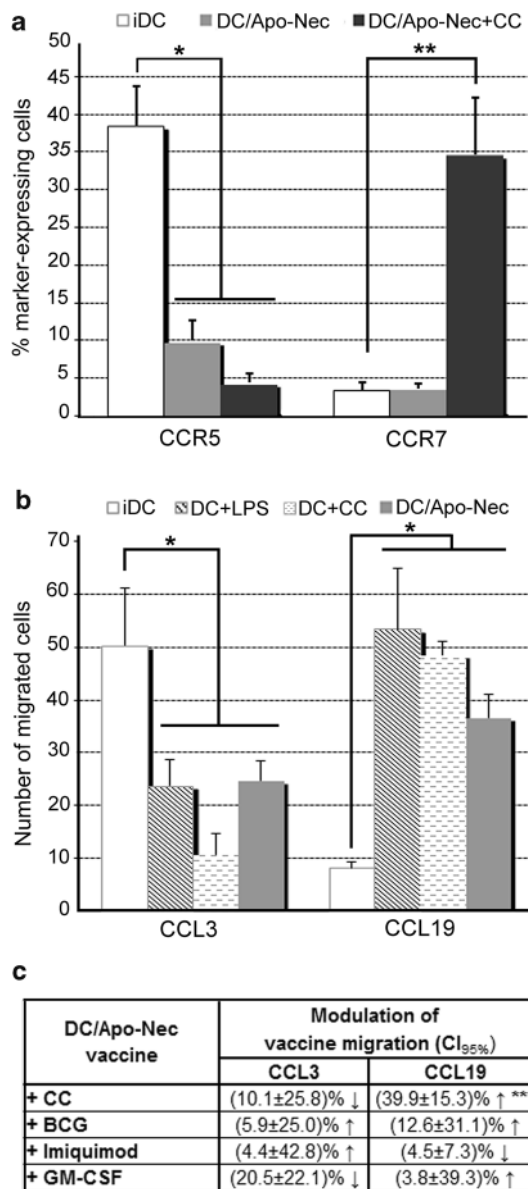 a
iDC DC/Apo-Nec DC/Apo-Nec+CC
% marker-expressing cells
50
45
40
35
30
25
20
15
10
5
0
*
**
CCR5 CCR7
b
iDC DC+LPS DC+CC DC/Apo-Nec
Number of migrated cells
70
60
50
40
30
20
10
0
*
*
CCL3 CCL19
c
DC/Apo-Nec vaccine
Modulation of vaccine migration (CI95%)
CCL3 CCL19
+ CC (10.1±25.8)% ↓ (39.9±15.3)% ↑ **
+ BCG (5.9±25.0)% ↑ (12.6±31.1)% ↑
+ Imiquimod (4.4±42.8)% ↑ (4.5±7.3)% ↓
+ GM-CSF (20.5±22.1)% ↓ (3.8±39.3)% ↑